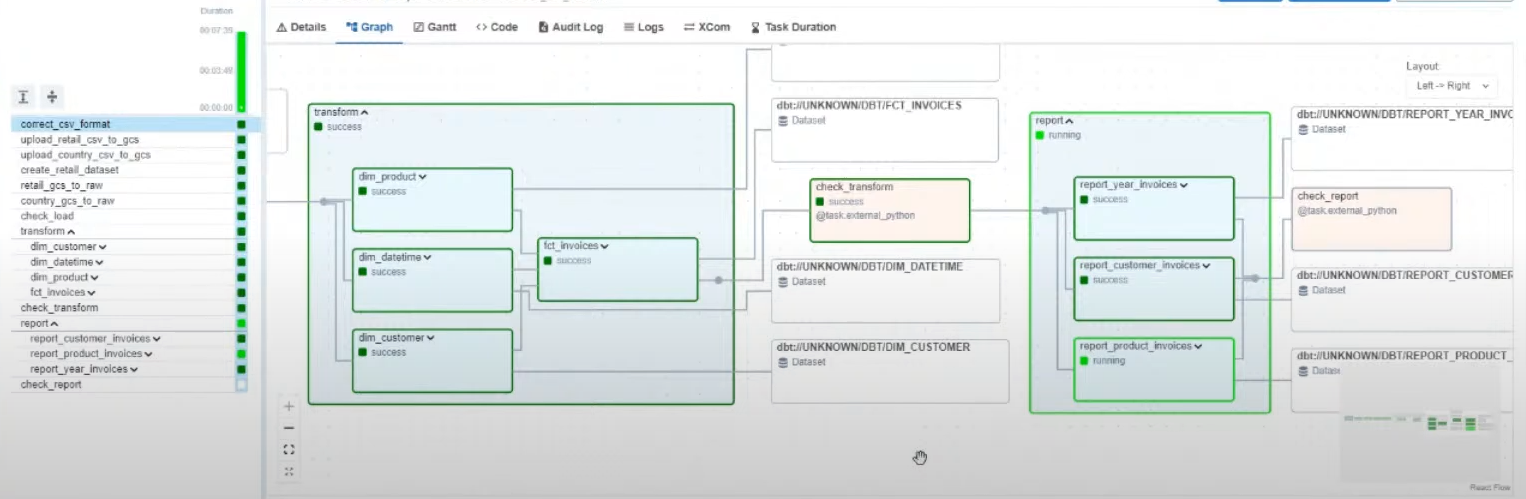 Duration
00:07:39
00:03:49
00:00:00
correct_csv_format
upload_retail_csv_to_gcs
upload_country_csv_to_gcs
create_retail_dataset
retail_gcs_to_raw
country_gcs_to_raw
check_load
transform
dim_customer
dim_datetime
dim_product
fct_invoices
check_transform
report
report_customer_invoices
report_product_invoices
report_year_invoices
check_report
Details
Graph
Gantt
Code
Audit Log
Logs
XCom
Task Duration
Layout:
Left -> Right
transform
success
dim_product
success
dim_datetime
success
dim_customer
success
fct_invoices
success
dbt://UNKNOWN/DBT/FCT_INVOICES
Dataset
check_transform
success
@task.external_python
dbt://UNKNOWN/DBT/DIM_DATETIME
Dataset
dbt://UNKNOWN/DBT/DIM_CUSTOMER
Dataset
report
running
report_year_invoices
success
report_customer_invoices
success
report_product_invoices
running
dbt://UNKNOWN/DBT/REPORT_YEAR_INVO
Dataset
check_report
@task.external_python
dbt://UNKNOWN/DBT/REPORT_CUSTOMER
Dataset
dbt://UNKNOWN/DBT/REPORT_PRODUCT_
React Flow